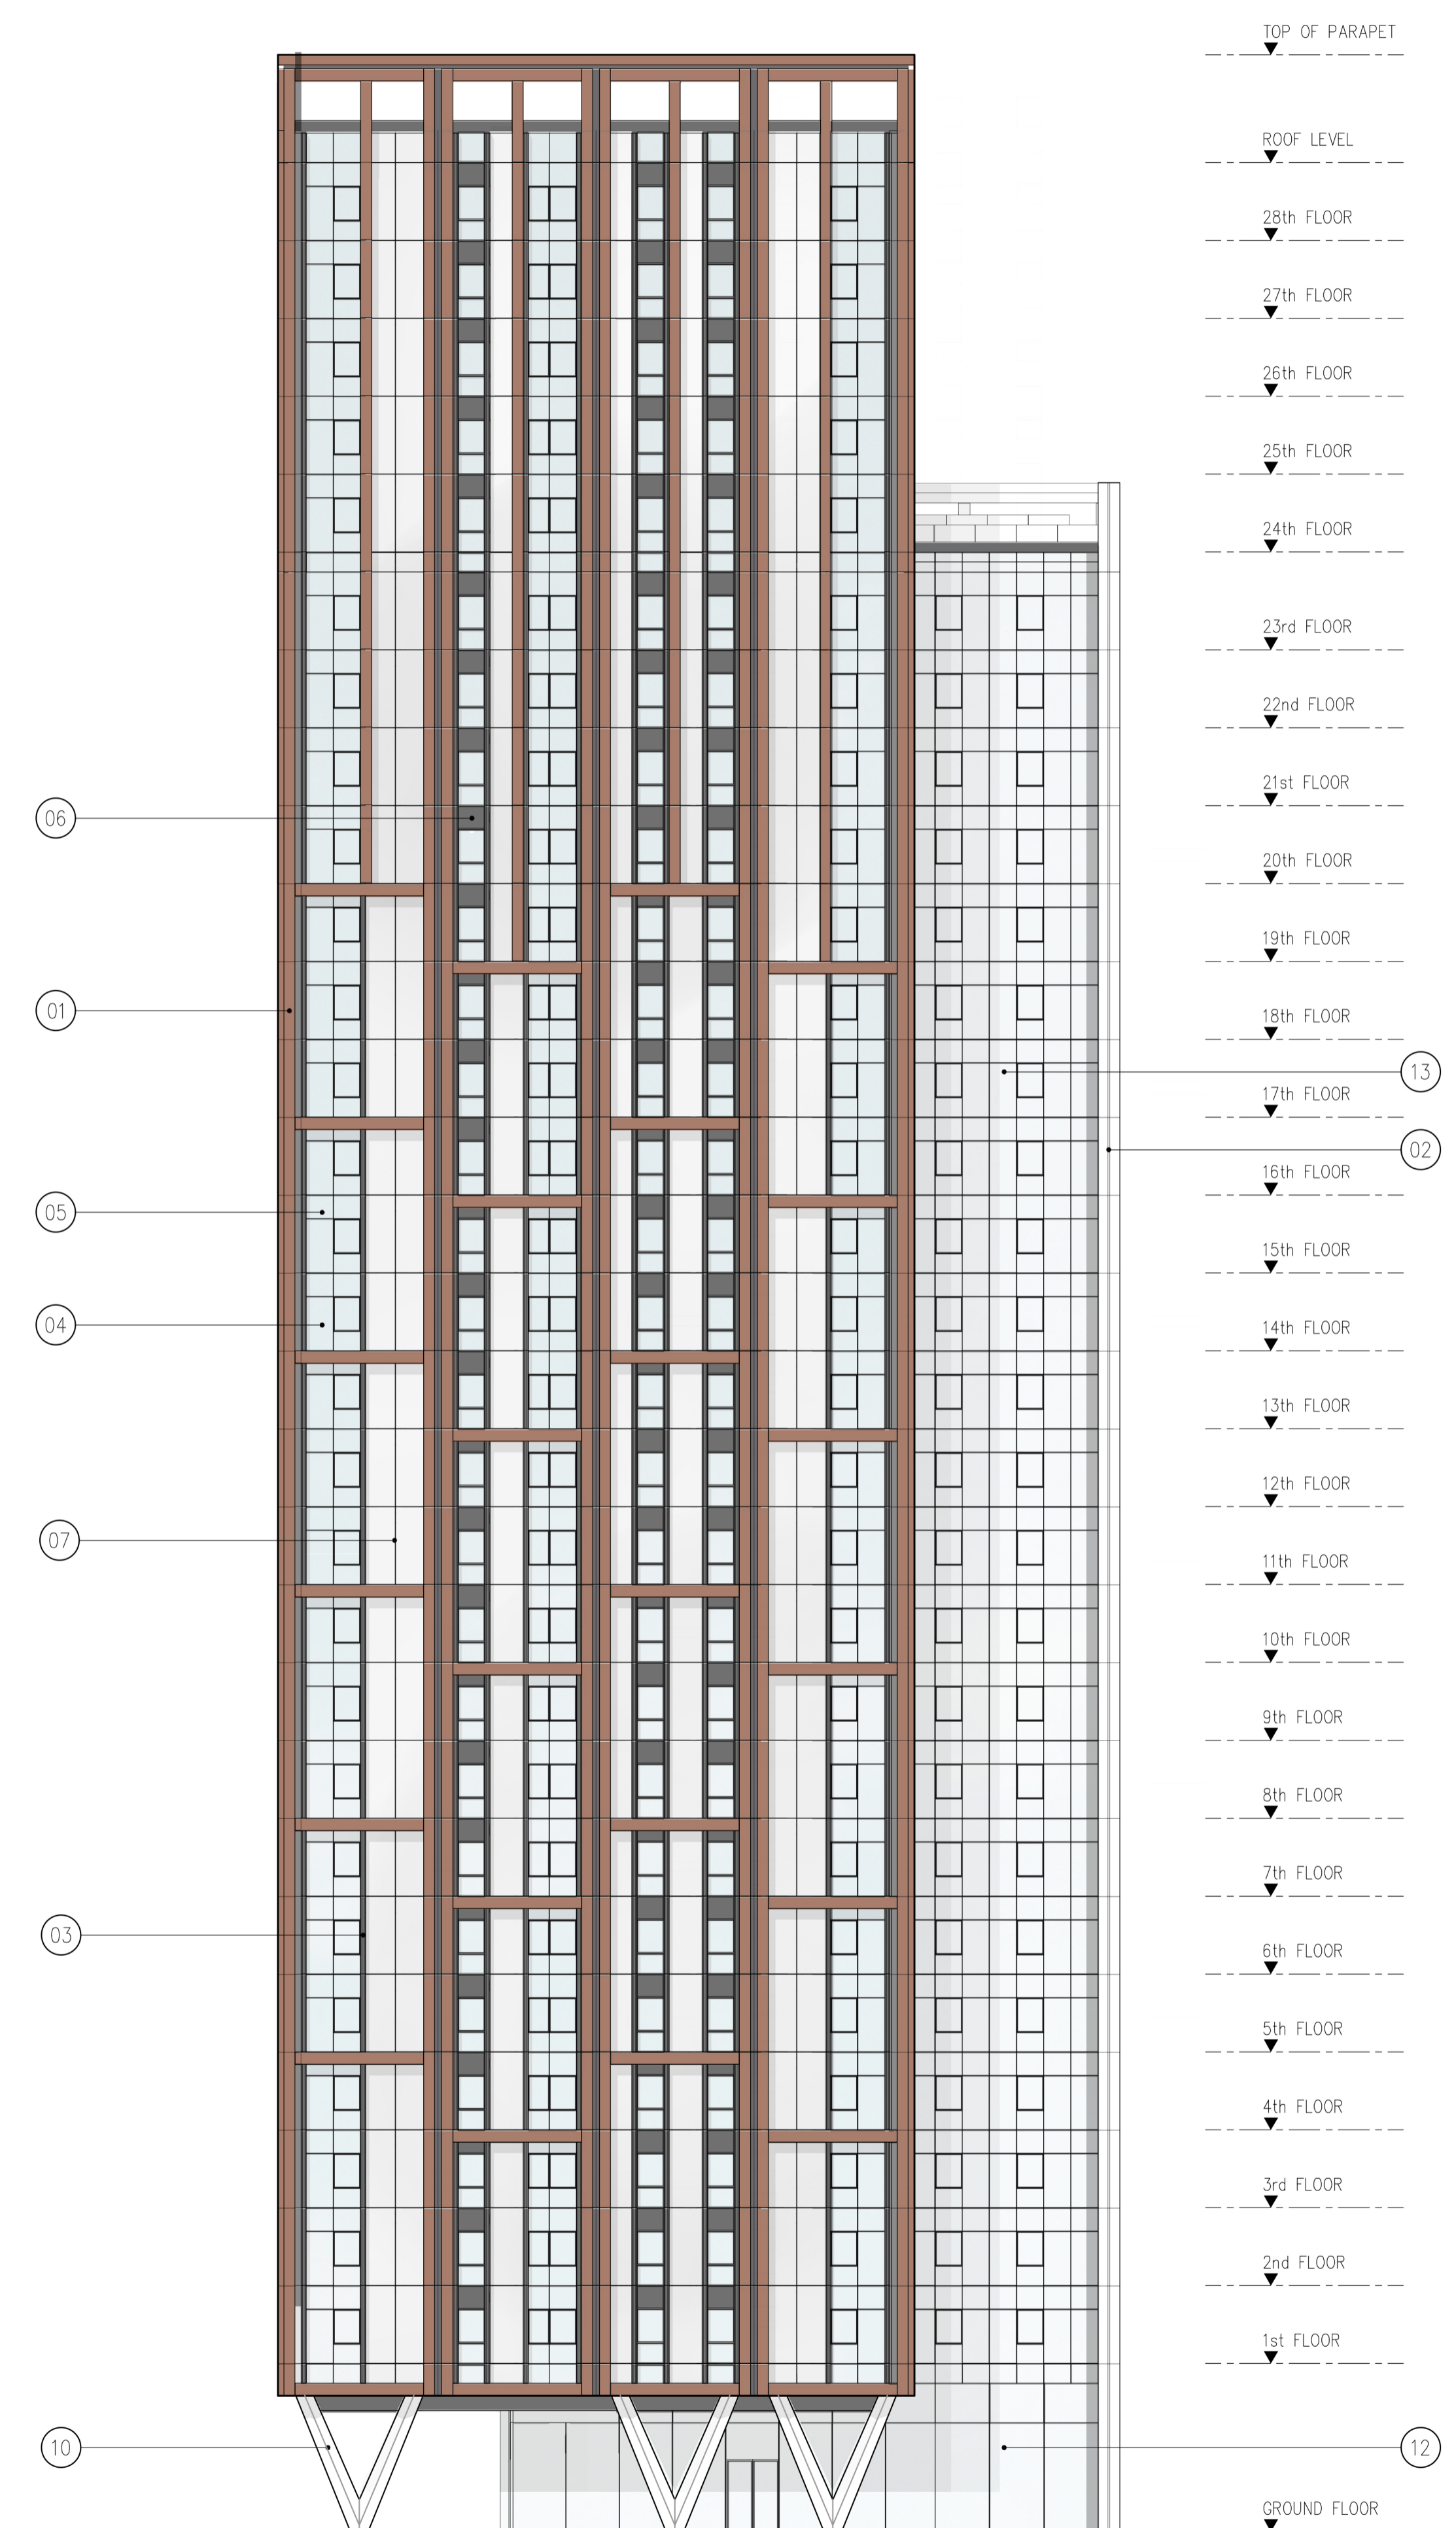 TOP OF PARAPET
ROOF LEVEL
28th FLOOR
27th FLOOR
26th FLOOR
25th FLOOR
24th FLOOR
23rd FLOOR
22nd FLOOR
21st FLOOR
06
20th FLOOR
19th FLOOR
01
18th FLOOR
13
17th FLOOR
02
16th FLOOR
05
15th FLOOR
04
14th FLOOR
13th FLOOR
12th FLOOR
07
11th FLOOR
10th FLOOR
9th FLOOR
8th FLOOR
7th FLOOR
03
6th FLOOR
5th FLOOR
4th FLOOR
3rd FLOOR
2nd FLOOR
1st FLOOR
10
12
GROUND FLOOR